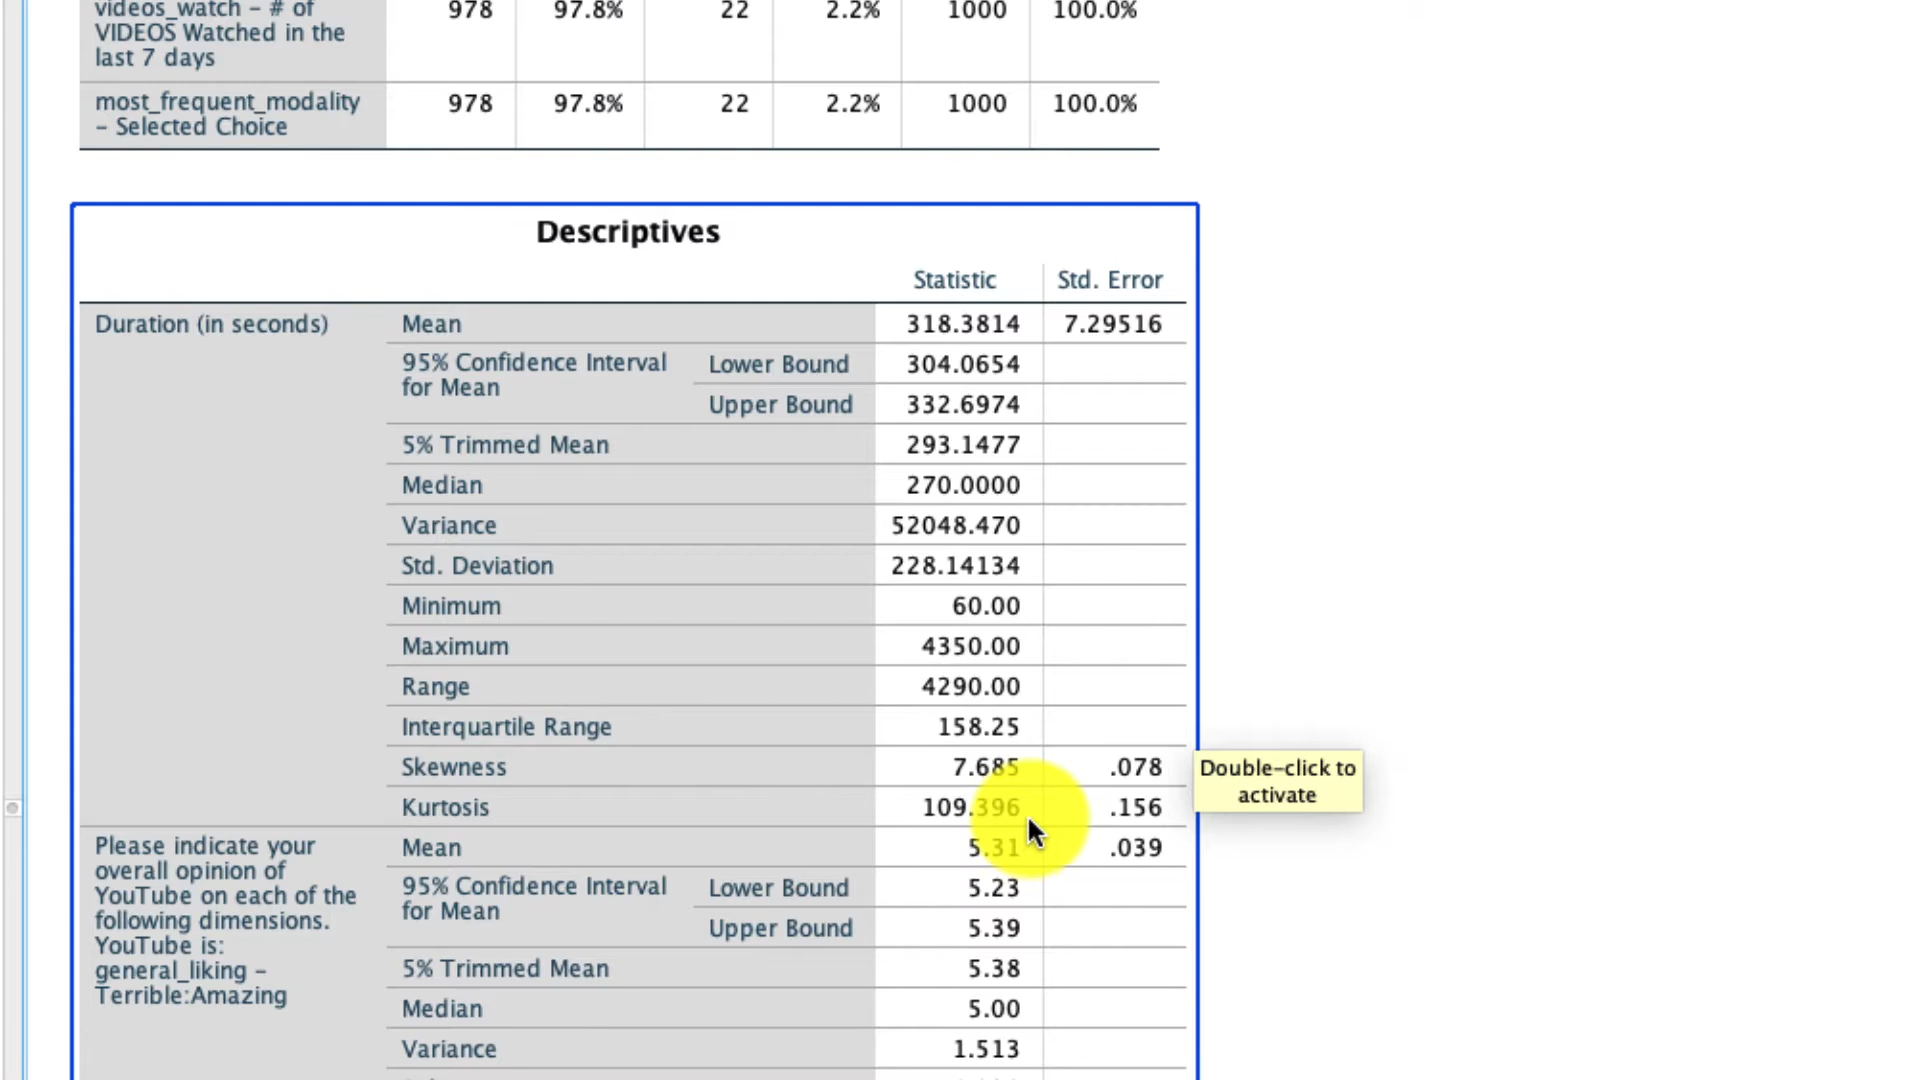 videos_watch – # of
VIDEOS Watched in the
last 7 days
978 97.8% 22 2.2% 1000 100.0%
most_frequent_modality
– Selected Choice
978 97.8% 22 2.2% 1000 100.0%
Descriptives
Statistic Std. Error
Duration (in seconds) Mean 318.3814 7.29516
95% Confidence Interval
for Mean
Lower Bound 304.0654
Upper Bound 332.6974
5% Trimmed Mean 293.1477
Median 270.0000
Variance 52048.470
Std. Deviation 228.14134
Minimum 60.00
Maximum 4350.00
Range 4290.00
Interquartile Range 158.25
Skewness 7.685 .078
Kurtosis 109.396 .156
Double-click to
activate
Please indicate your
overall opinion of
YouTube on each of the
following dimensions.
YouTube is:
general_liking –
Terrible:Amazing
Mean 5.31 .039
95% Confidence Interval
for Mean
Lower Bound 5.23
Upper Bound 5.39
5% Trimmed Mean 5.38
Median 5.00
Variance 1.513